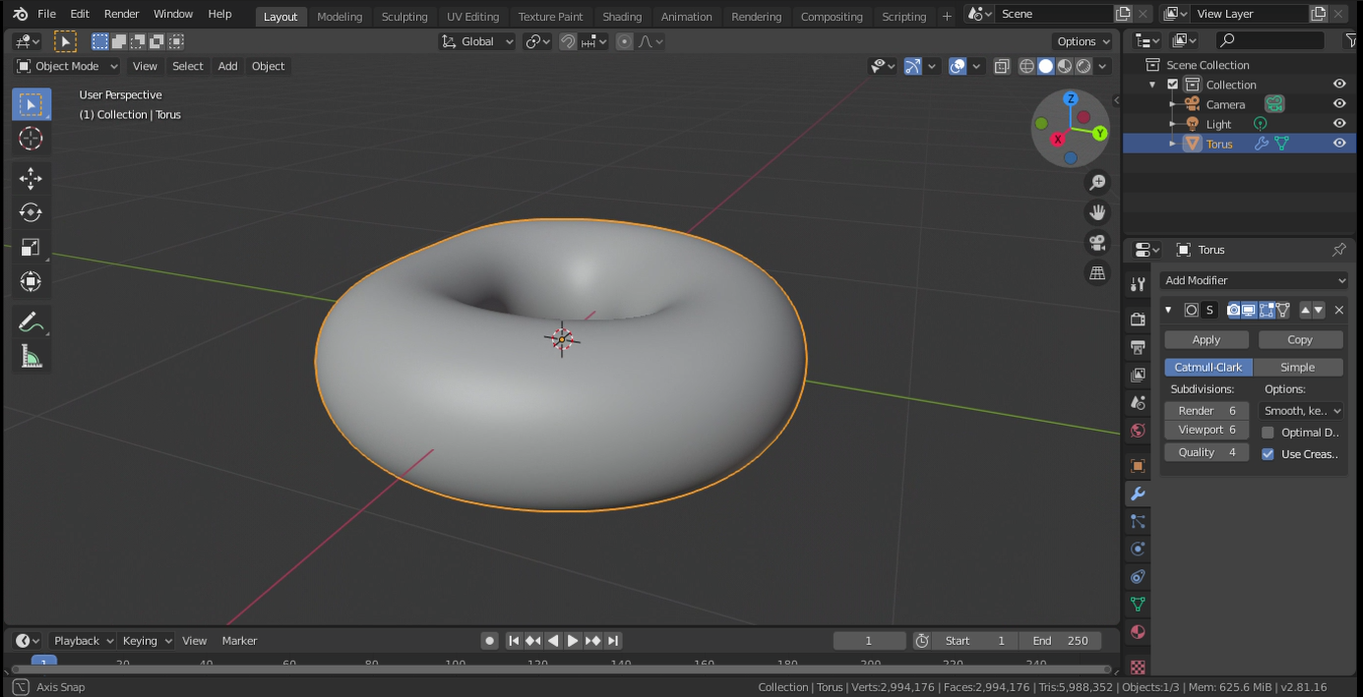 File Edit Render Window Help Layout Modeling Sculpting UV Editing Texture Paint Shading Animation Rendering Compositing Scripting + Scene View Layer
Global Options
Object Mode View Select Add Object
User Perspective
(1) Collection | Torus
Z
Y
X
Scene Collection
Collection
Camera
Light
Torus
Torus
Add Modifier
S
Apply Copy
Catmull-Clark Simple
Subdivisions: Options:
Render 6 Smooth, ke..
Viewport 6 Optimal D..
Quality 4 Use Creas..
Playback Keying View Marker 1 Start 1 End 250
1 20 40 60 80 100 120 140 160 180 200 220 240
Axis Snap Collection | Torus | Verts:2,994,176 | Faces:2,994,176 | Tris:5,988,352 | Objects:1/3 | Mem: 625.6 MiB | v2.81.16